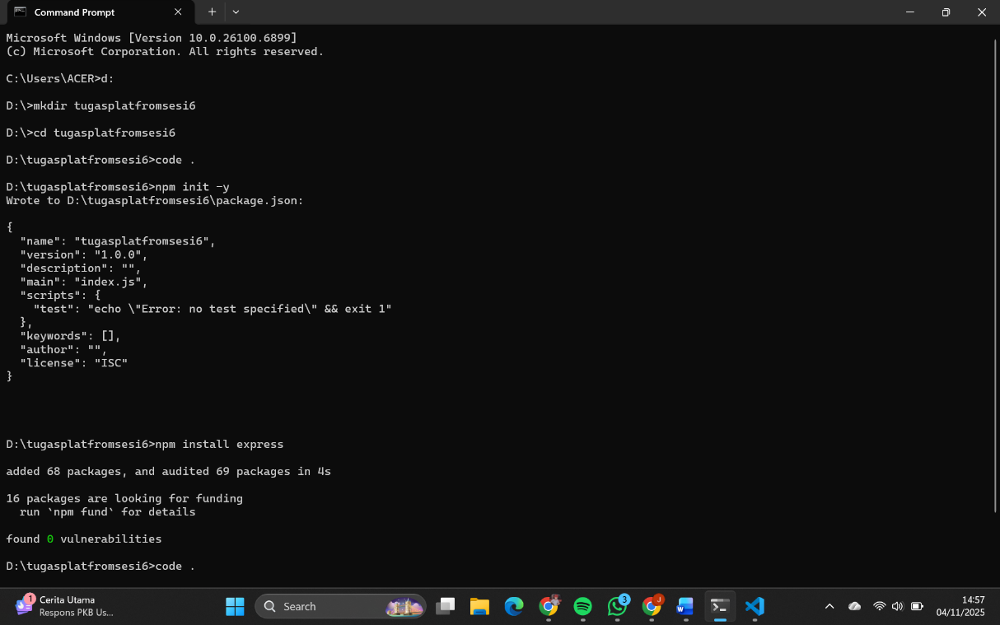 Command Prompt
Microsoft Windows [Version 10.0.26100.6899]
(c) Microsoft Corporation. All rights reserved.
C:\Users\ACER>d:
D:\>mkdir tugasplatfromsesi6
D:\>cd tugasplatfromsesi6
D:\tugasplatfromsesi6>code .
D:\tugasplatfromsesi6>npm init -y
Wrote to D:\tugasplatfromsesi6\package.json:
{
  "name": "tugasplatfromsesi6",
  "version": "1.0.0",
  "description": "",
  "main": "index.js",
  "scripts": {
    "test": "echo \"Error: no test specified\" && exit 1"
  },
  "keywords": [],
  "author": "",
  "license": "ISC"
}
D:\tugasplatfromsesi6>npm install express
added 68 packages, and audited 69 packages in 4s
16 packages are looking for funding
  run `npm fund` for details
found 0 vulnerabilities
D:\tugasplatfromsesi6>code .
1
Cerita Utama
Respons PKB Us...
Search
3
J
W
14:57
04/11/2025